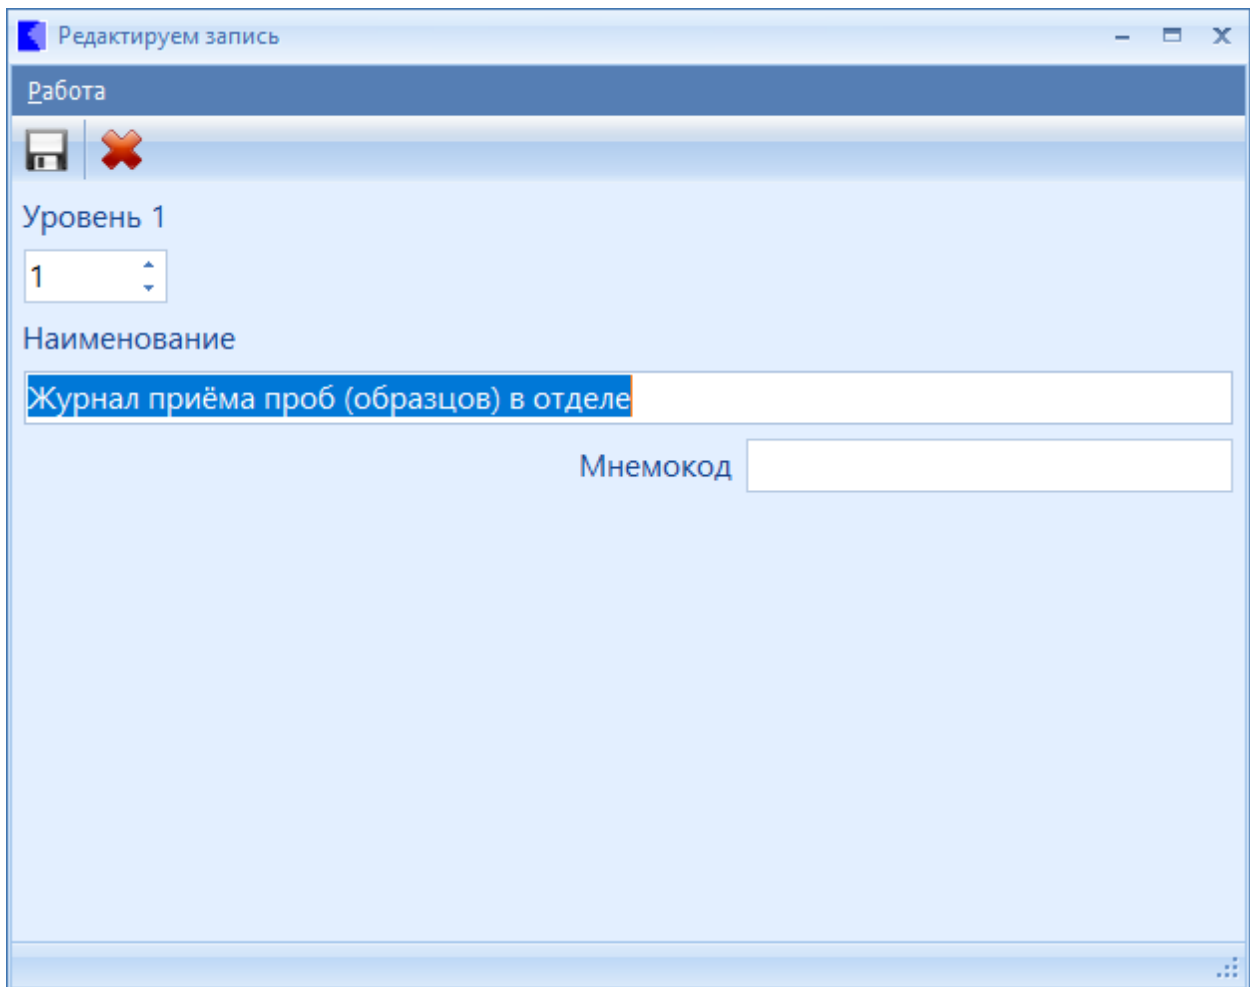 Редактируем запись
Работа
Уровень 1
1
Наименование
Журнал приёма проб (образцов) в отделе
Мнемокод